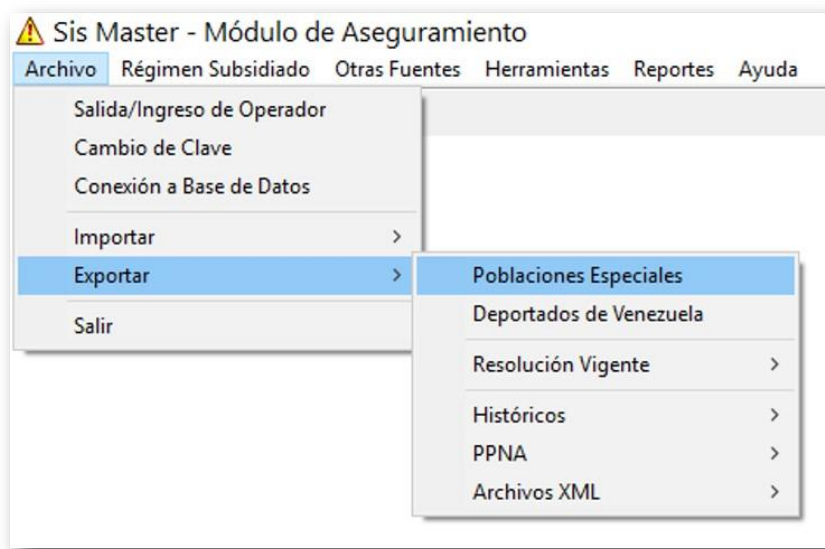 Sis Master - Módulo de Aseguramiento
Archivo Régimen Subsidiado Otras Fuentes Herramientas Reportes Ayuda
Salida/Ingreso de Operador
Cambio de Clave
Conexión a Base de Datos
Importar
Exportar
Salir
Poblaciones Especiales
Deportados de Venezuela
Resolución Vigente
Históricos
PPNA
Archivos XML